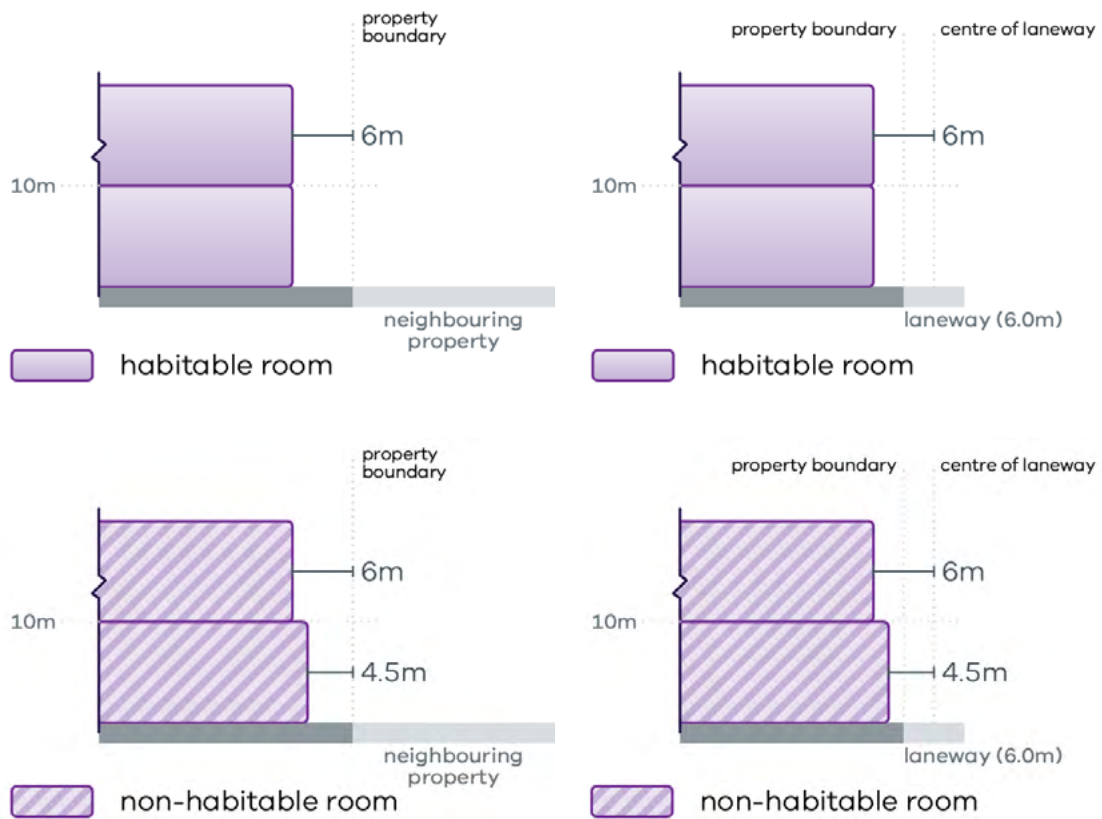 property
boundary
6m
10m
neighbouring
property
habitable room
property boundary
centre of laneway
6m
10m
laneway (6.0m)
habitable room
property
boundary
6m
10m
4.5m
neighbouring
property
non-habitable room
property boundary
centre of laneway
6m
10m
4.5m
laneway (6.0m)
non-habitable room